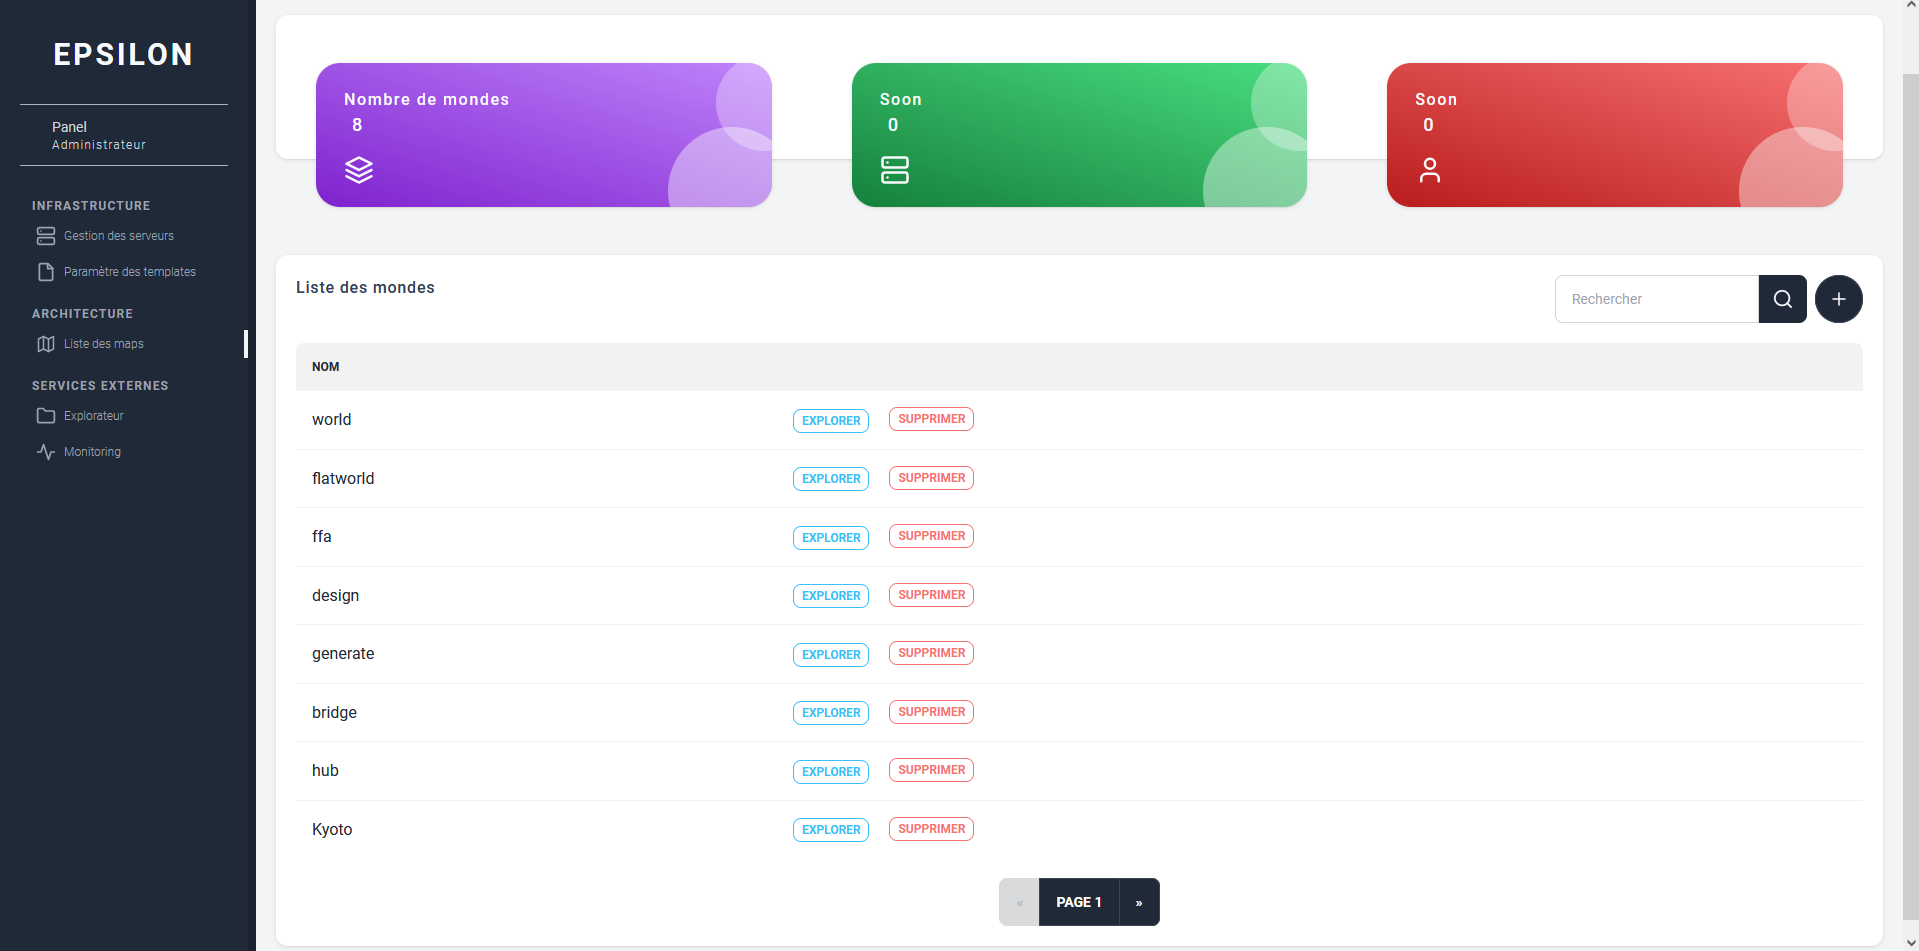 EPSILON
Panel
Administrateur
INFRASTRUCTURE
Gestion des serveurs
Paramètre des templates
ARCHITECTURE
Liste des maps
SERVICES EXTERNES
Explorateur
Monitoring
Nombre de mondes
8
Soon
0
Soon
0
Liste des mondes
Rechercher
NOM
world EXPLORER SUPPRIMER
flatworld EXPLORER SUPPRIMER
ffa EXPLORER SUPPRIMER
design EXPLORER SUPPRIMER
generate EXPLORER SUPPRIMER
bridge EXPLORER SUPPRIMER
hub EXPLORER SUPPRIMER
Kyoto EXPLORER SUPPRIMER
« PAGE 1 »